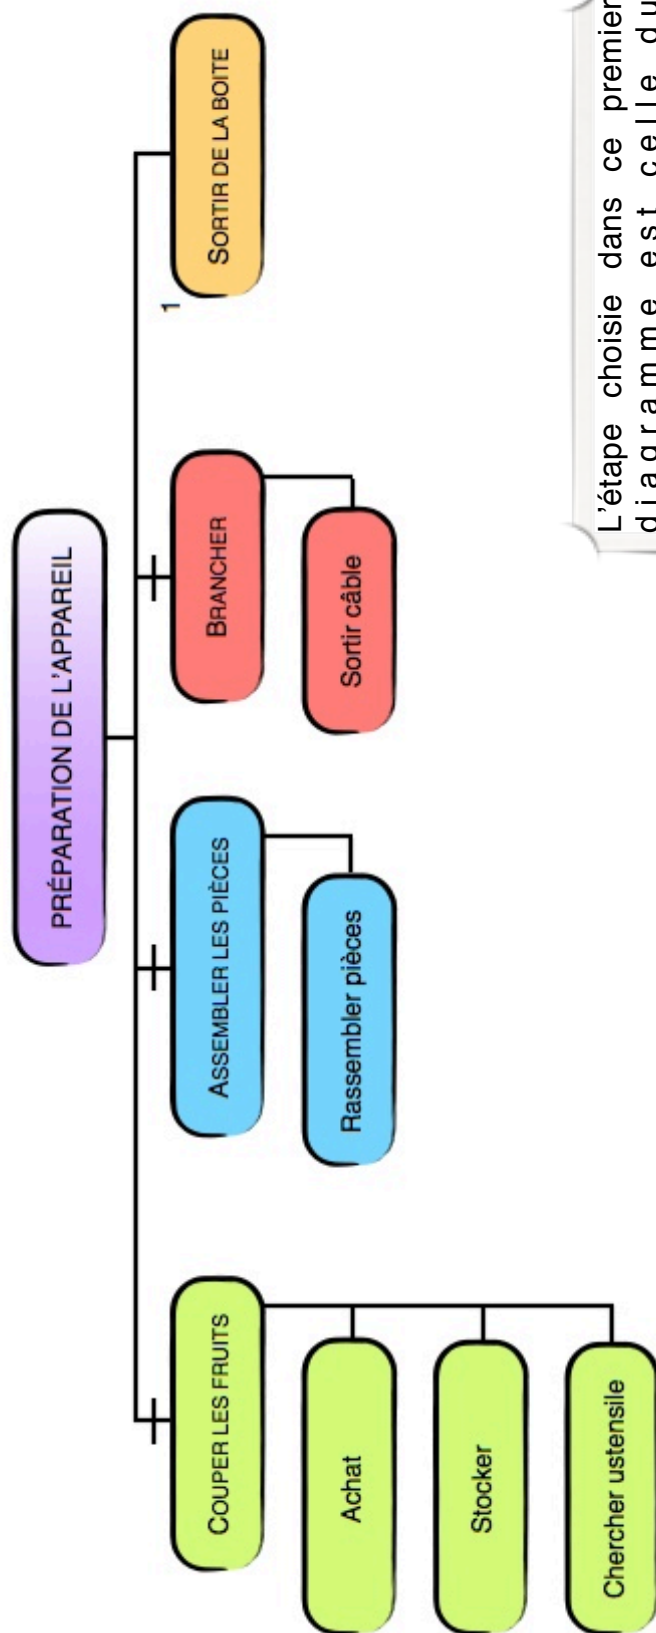 PRÉPARATION DE L'APPAREIL
COUPER LES FRUITS
Achat
Stocker
Chercher ustensile
ASSEMBLER LES PIÈCES
Rassembler pièces
BRANCHER
Sortir câble
1
SORTIR DE LA BOITE
L'étape choisie dans ce premier
diagramme est celle du